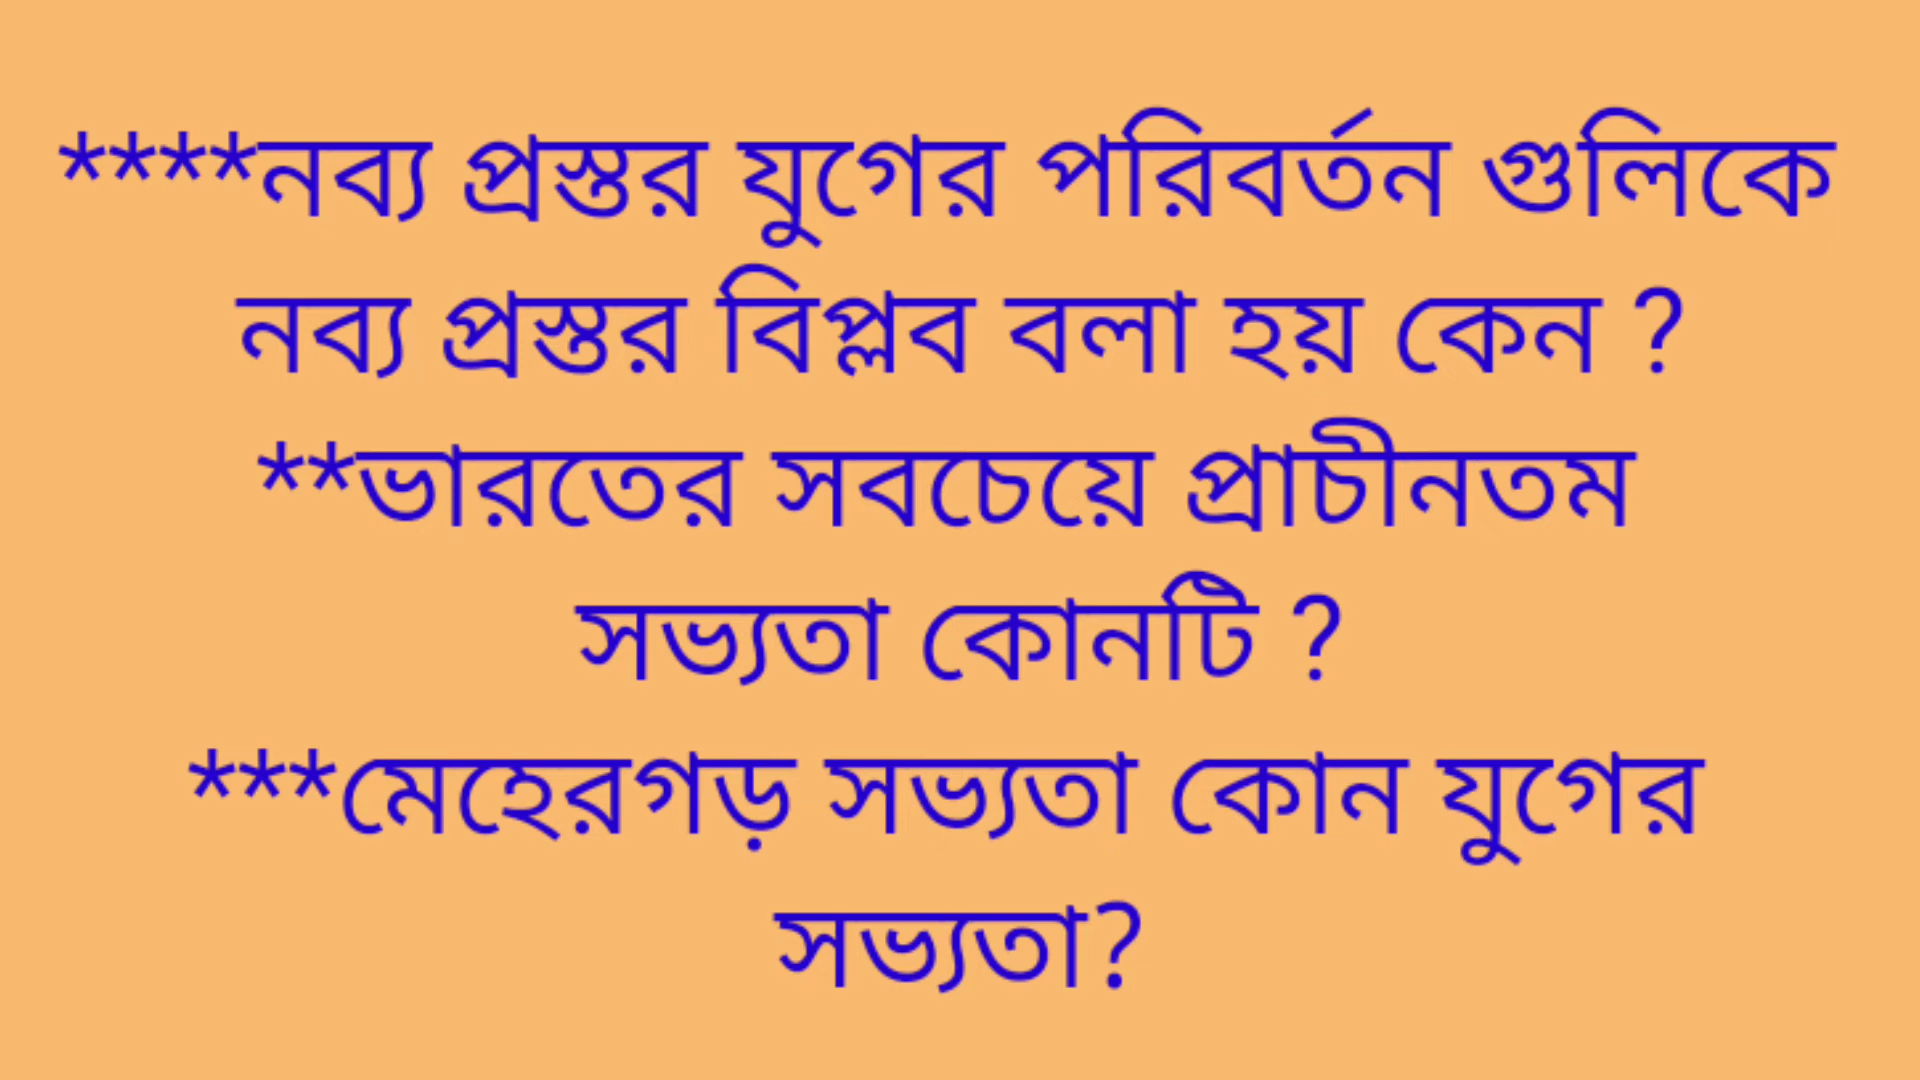 ****নব্য প্রস্তর যুগের পরিবর্তন গুলিকে
নব্য প্রস্তর বিপ্লব বলা হয় কেন ?
**ভারতের সবচেয়ে প্রাচীনতম
সভ্যতা কোনটি ?
***মেহেরগড় সভ্যতা কোন যুগের
সভ্যতা?